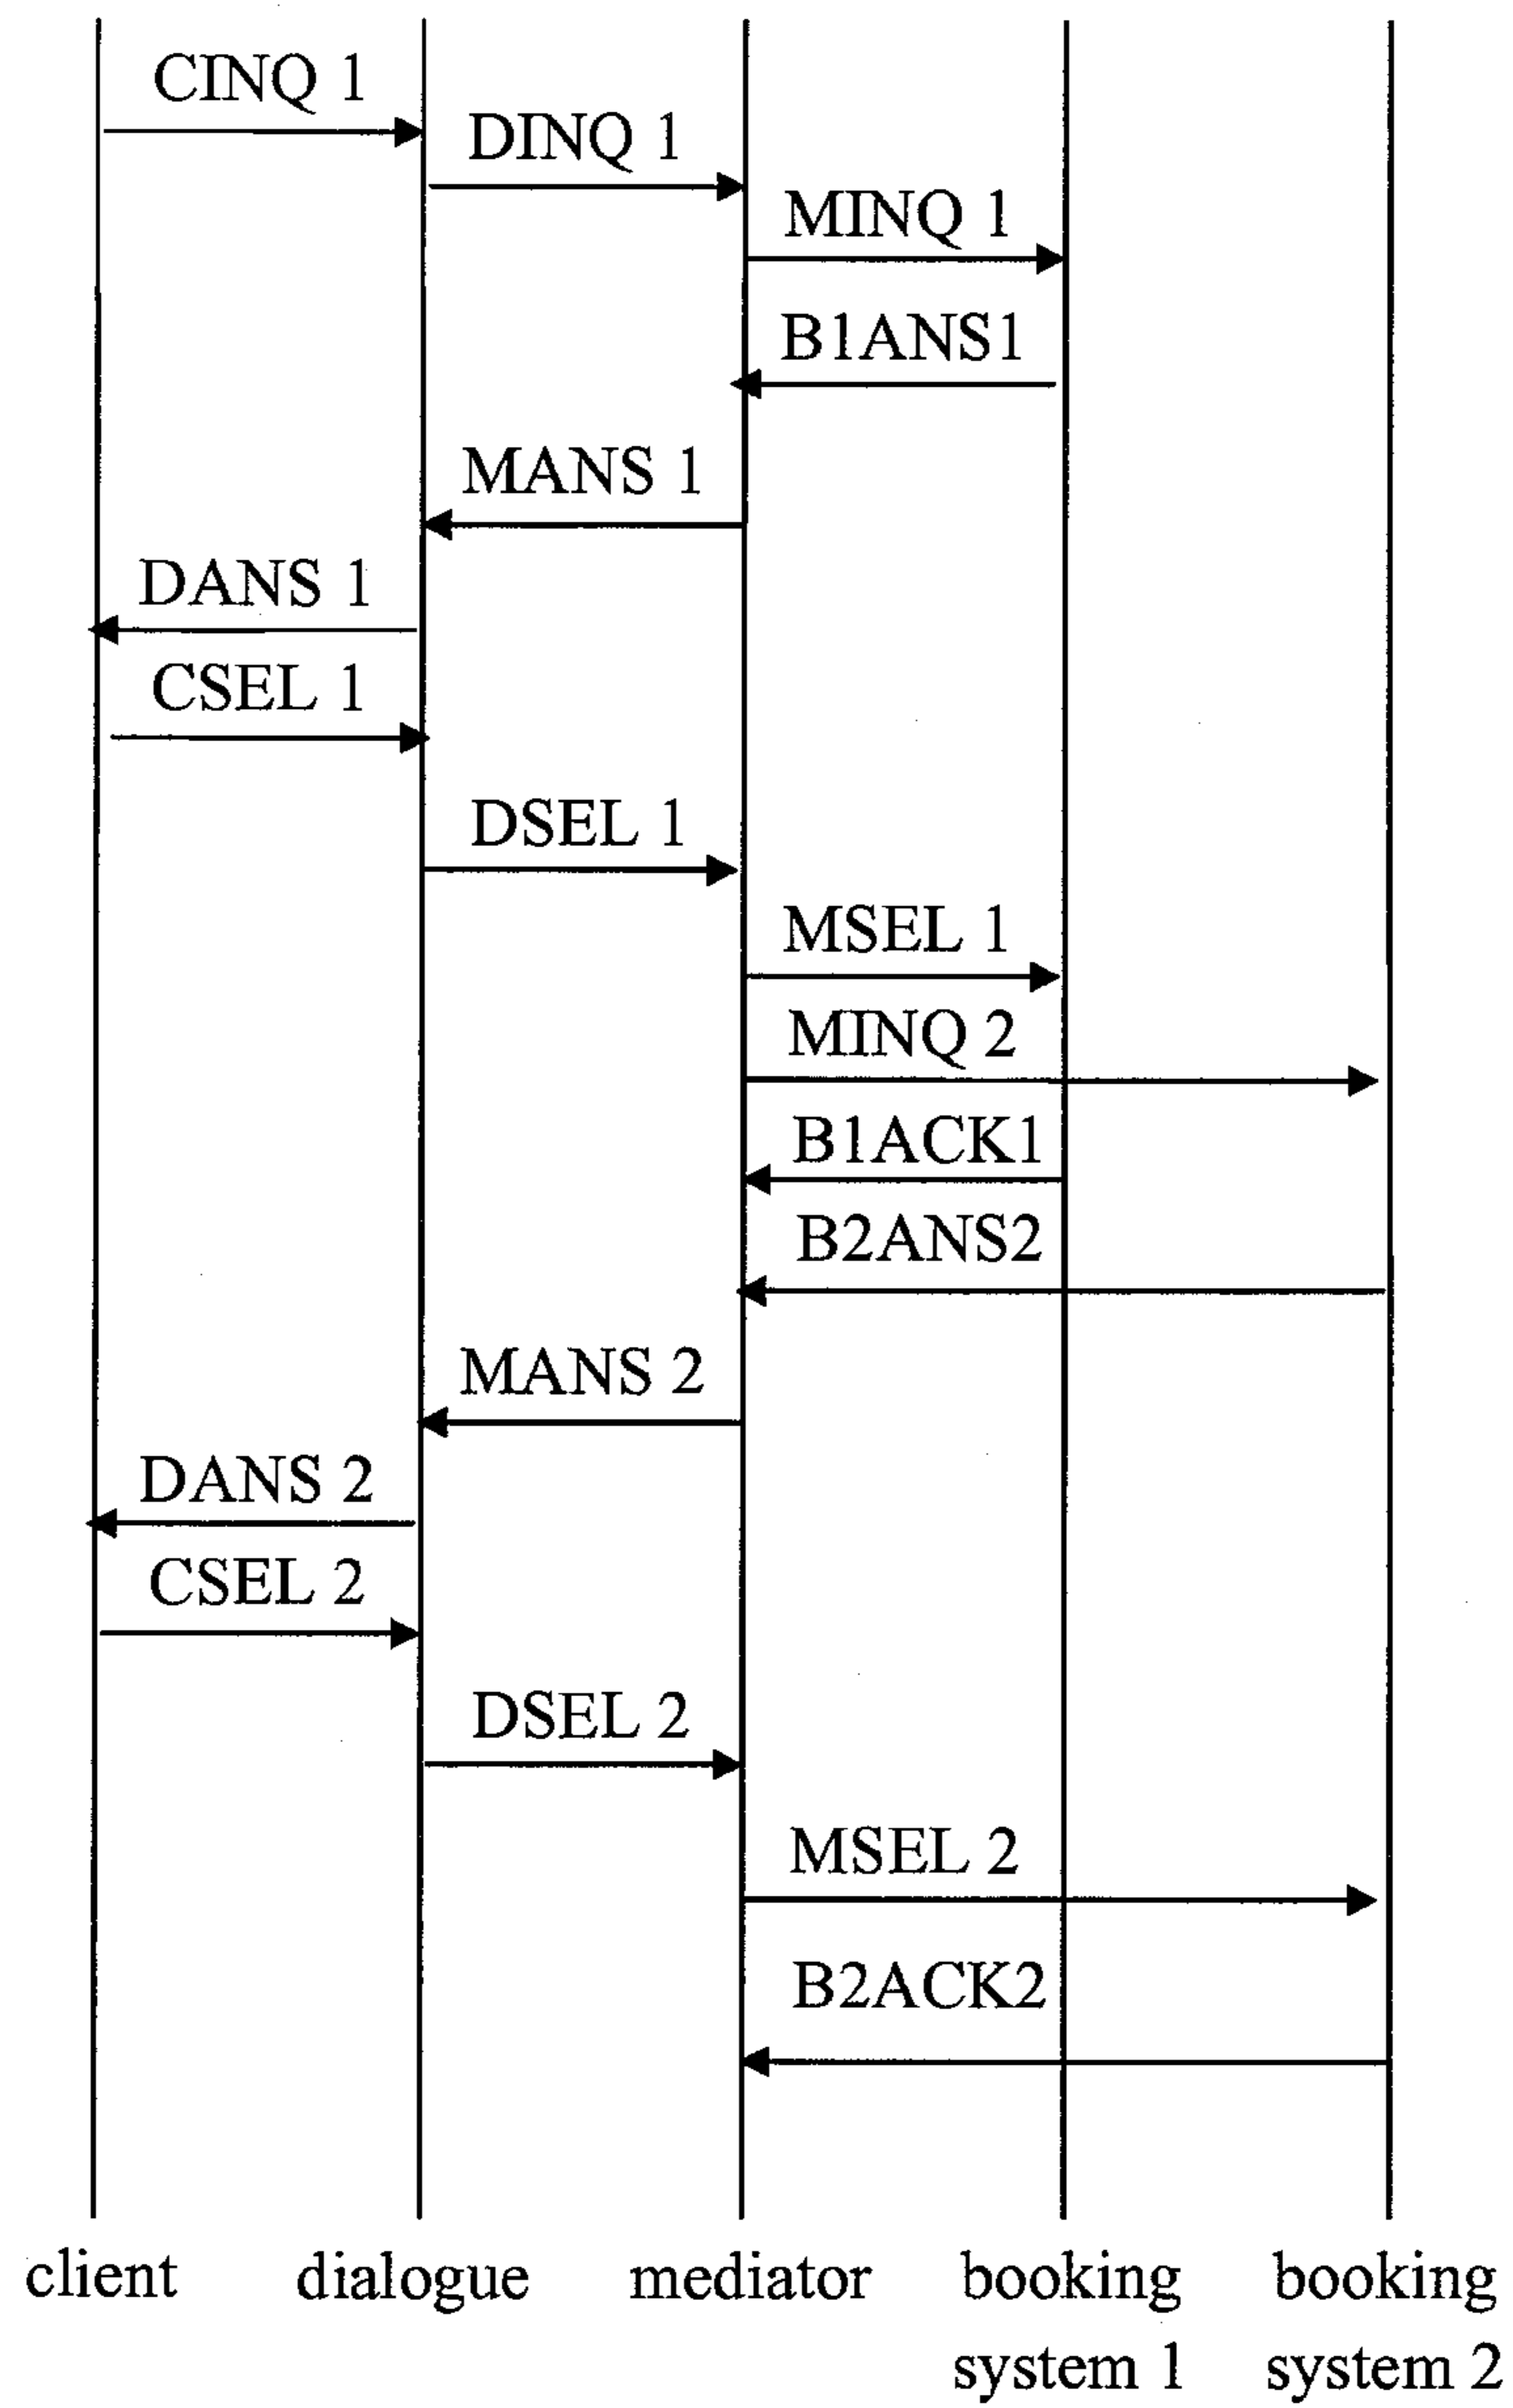 CINQ 1
DINQ 1
MINQ 1
B1ANS1
MANS 1
DANS 1
CSEL 1
DSEL 1
MSEL 1
MINQ 2
B1ACK1
B2ANS2
MANS 2
DANS 2
CSEL 2
DSEL 2
MSEL 2
B2ACK2
client dialogue mediator booking booking
system 1 system 2